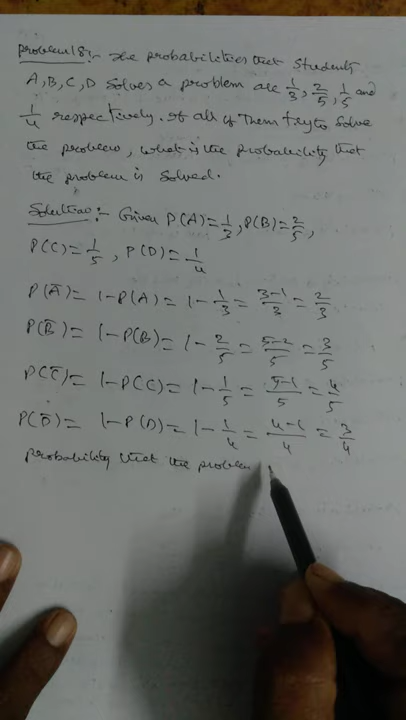 Problem 18:- The probabilities that students
A, B, C, D solves a problem are 1/3, 2/5, 1/5 and
1/4 respectively. If all of them try to solve
the problem, what is the probability that
the problem is solved.
Solution:- Given P(A)=1/3, P(B)=2/5,
P(C)=1/5, P(D)=1/4
P(A̅)= 1-P(A)= 1-1/3= (3-1)/3= 2/3
P(B̅)= 1-P(B)= 1-2/5= (5-2)/5= 3/5
P(C̅)= 1-P(C)= 1-1/5= (5-1)/5= 4/5
P(D̅)= 1-P(D)= 1-1/4= (4-1)/4= 3/4
probability that the problem